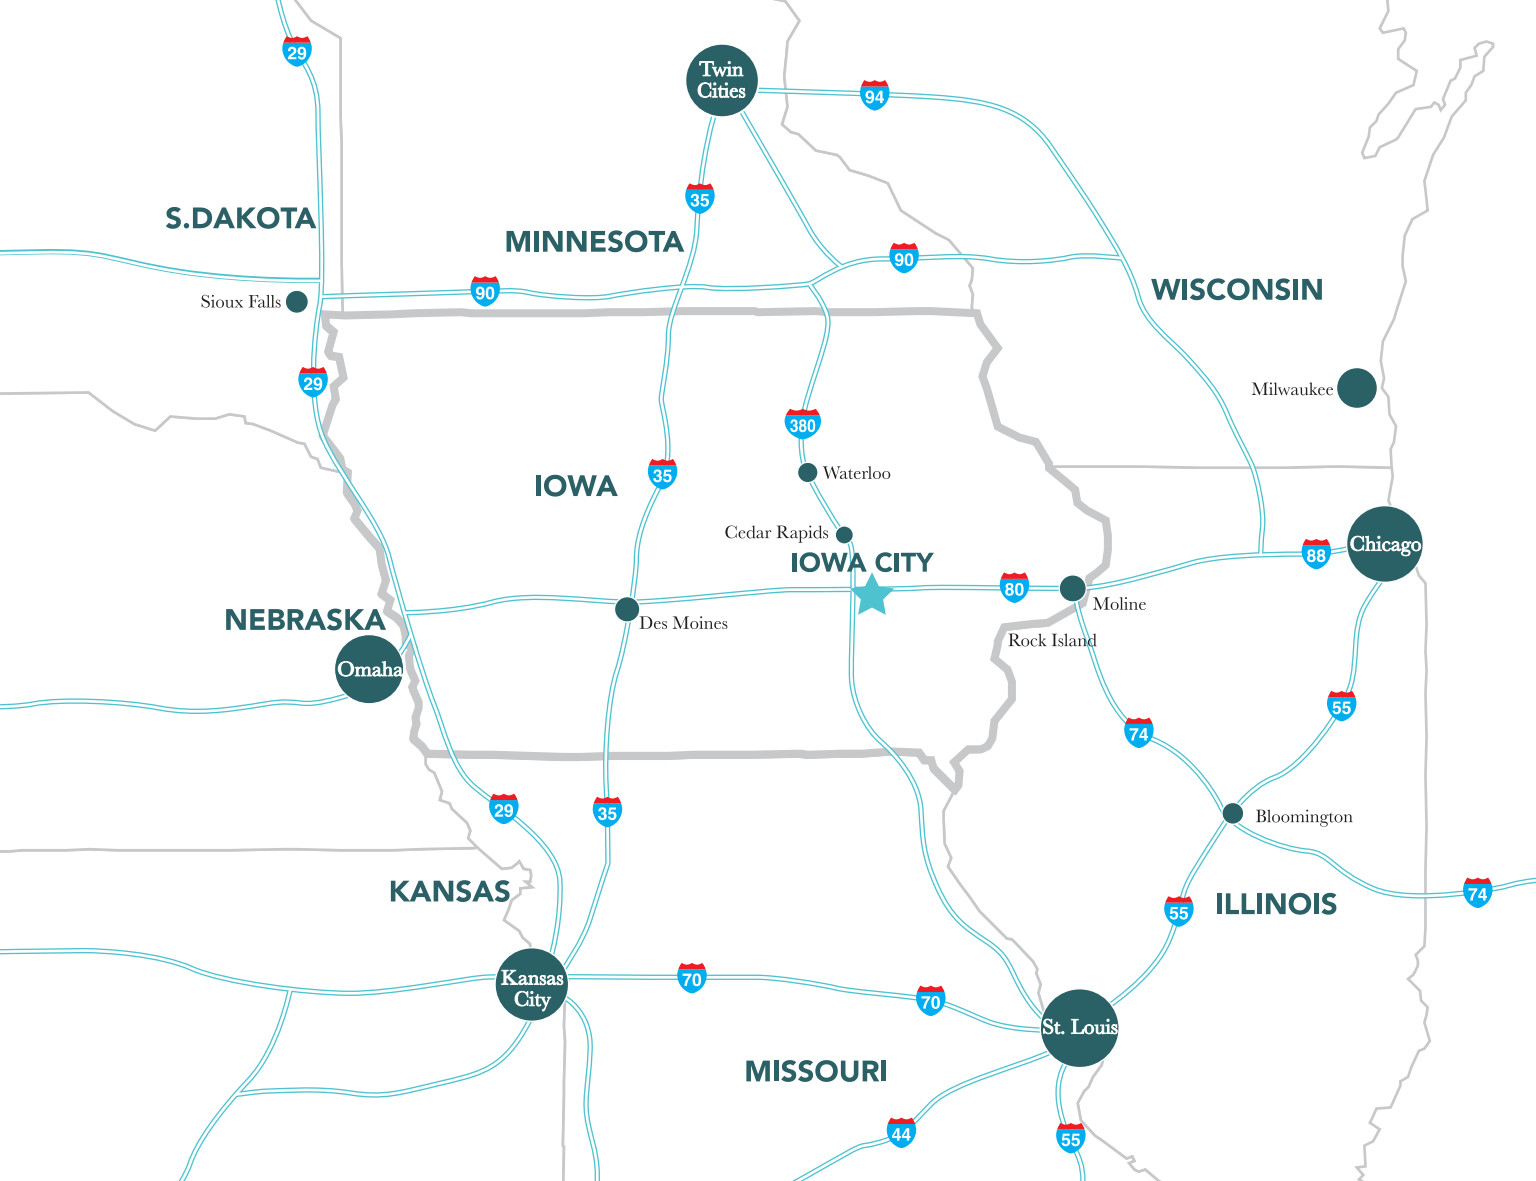 29
Twin
Cities
94
35
S.DAKOTA
MINNESOTA
90
90
WISCONSIN
Sioux Falls
29
Milwaukee
380
35
Waterloo
IOWA
Cedar Rapids
IOWA CITY
88
Chicago
80
Moline
NEBRASKA
Des Moines
Rock Island
Omaha
55
74
29
35
Bloomington
KANSAS
74
55
ILLINOIS
Kansas
City
70
70
St. Louis
MISSOURI
44
55